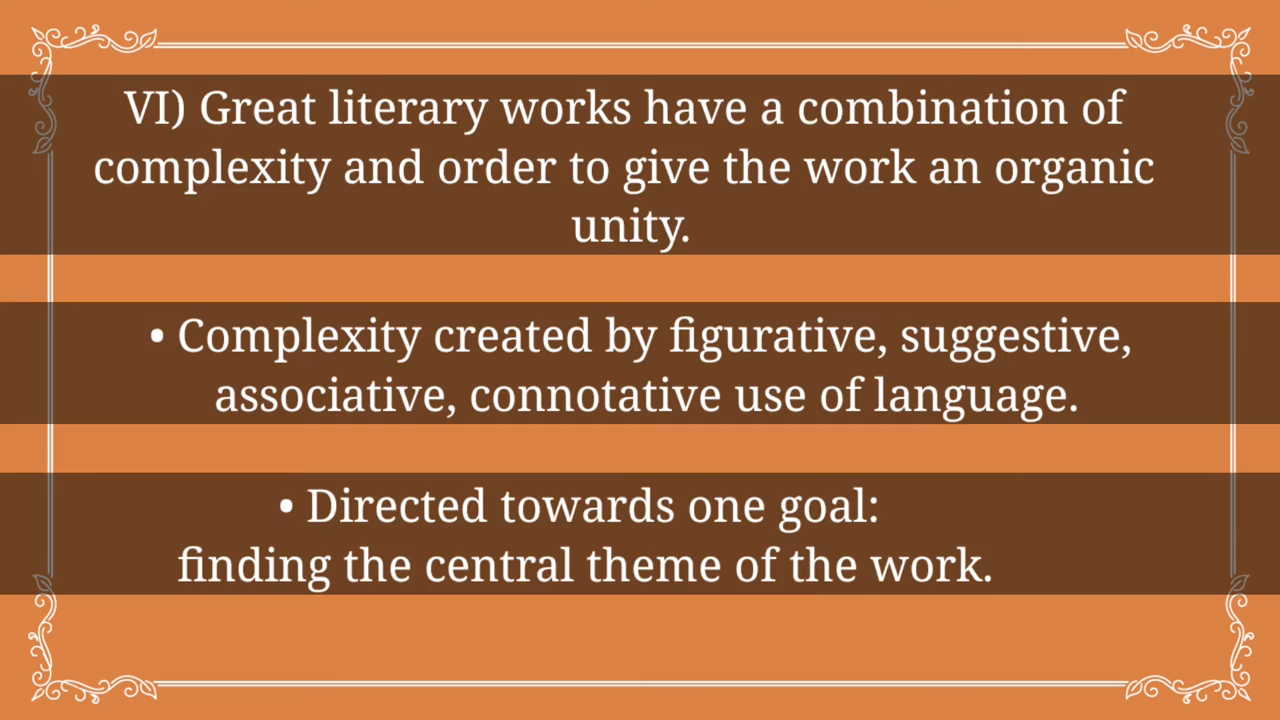 VI) Great literary works have a combination of
complexity and order to give the work an organic
unity.
• Complexity created by figurative, suggestive,
associative, connotative use of language.
• Directed towards one goal:
finding the central theme of the work.